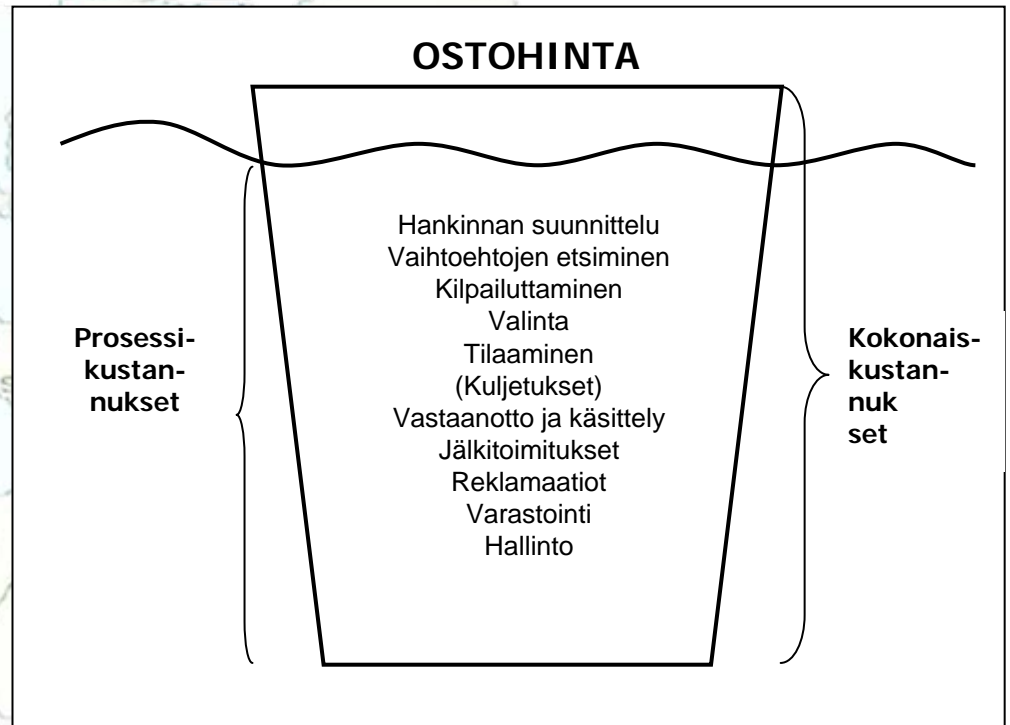 OSTOHINTA
Hankinnan suunnittelu
Vaihtoehtojen etsiminen
Kilpailuttaminen
Valinta
Tilaaminen
(Kuljetukset)
Vastaanotto ja käsittely
Jälkitoimitukset
Reklamaatiot
Varastointi
Hallinto
Prosessi-
kustan-
nukset
Kokonais-
kustan-
nuk
set